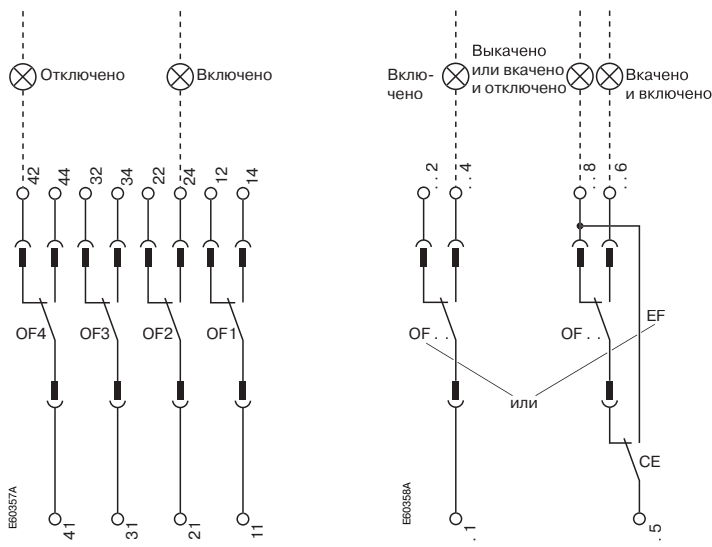 Отключено
Включено
Вклю-
чено
Выкачено
или вкачено
и отключено
Вкачено
и включено
42
44
32
34
22
24
12
14
. . 2
. . 4
. . 8
. . 6
OF4
OF3
OF2
OF1
OF . .
OF . .
EF
или
CE
E60357A
41
31
21
11
E60358A
. 1
. 5